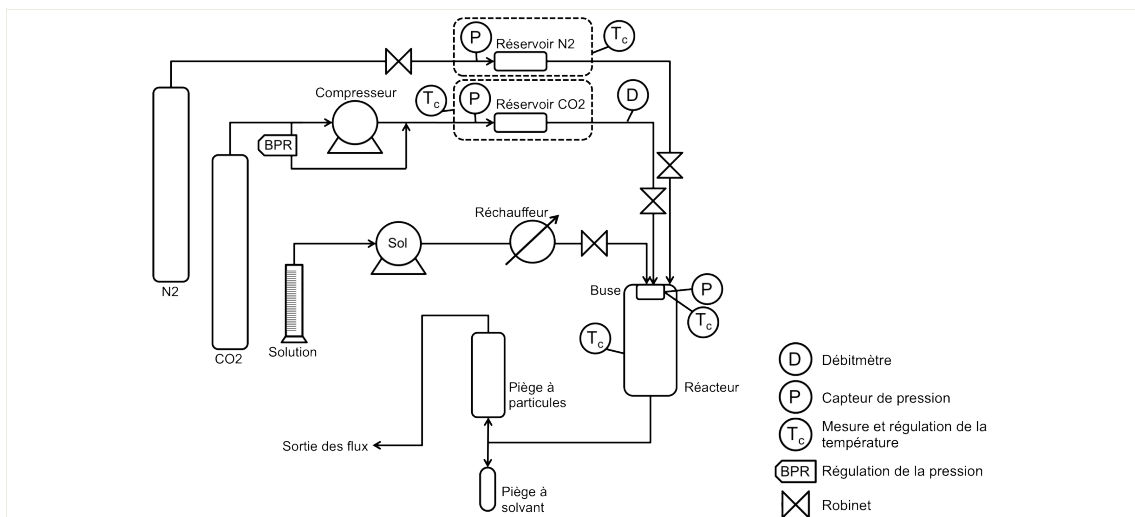 P
Réservoir N2
Tc
Compresseur
Tc
P
Réservoir CO2
D
BPR
N2
CO2
Sol
Réchauffeur
Solution
Buse
P
Tc
Tc
Réacteur
Piège à
particules
Sortie des flux
Piège à
solvant
D Débitmètre
P Capteur de pression
Tc Mesure et régulation de la
température
BPR Régulation de la pression
Robinet